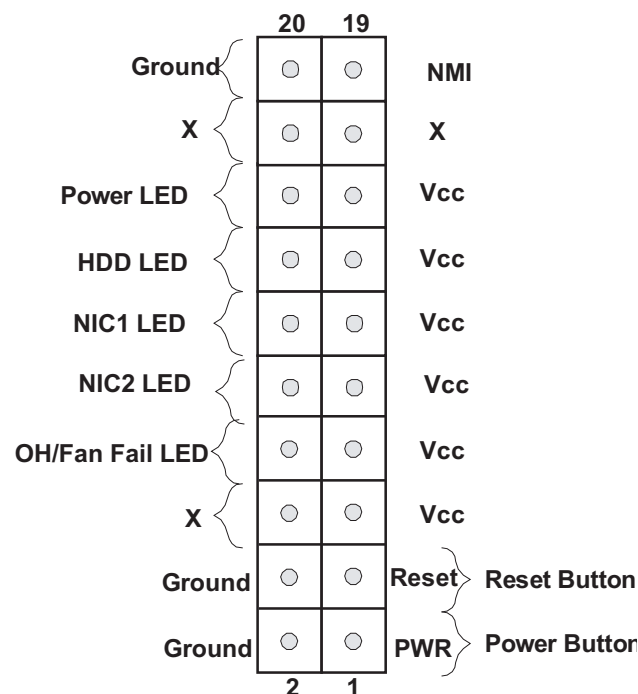 20 19
Ground NMI
X X
Power LED Vcc
HDD LED Vcc
NIC1 LED Vcc
NIC2 LED Vcc
OH/Fan Fail LED Vcc
X Vcc
Ground Reset Reset Button
Ground PWR Power Button
2 1